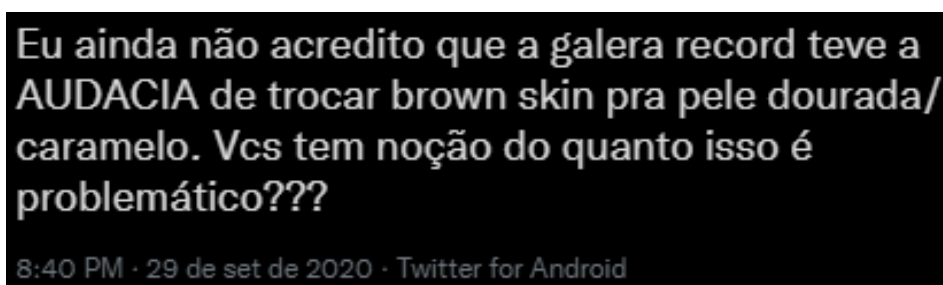 Eu ainda não acredito que a galera record teve a
AUDACIA de trocar brown skin pra pele dourada/
caramelo. Vcs tem noção do quanto isso é
problemático???
8:40 PM · 29 de set de 2020 · Twitter for Android